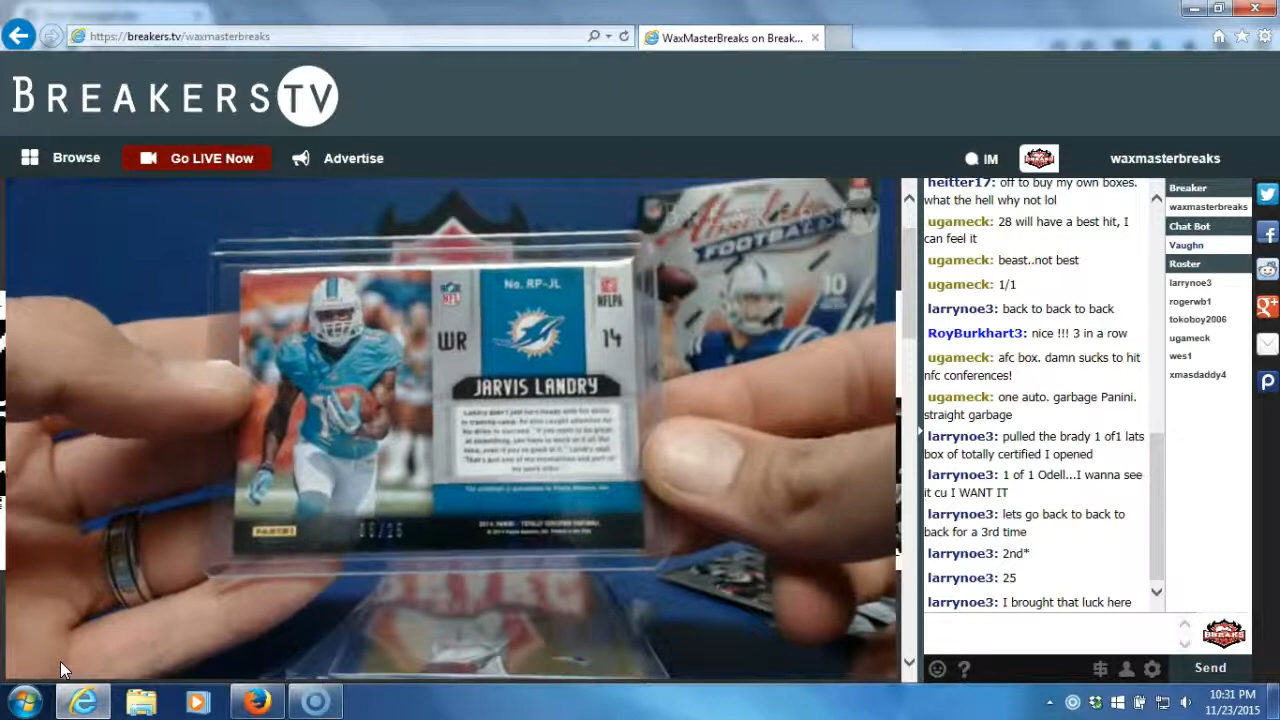 https://breakers.tv/waxmasterbreaks
WaxMasterBreaks on Break...
BREAKERS TV
Browse
Go LIVE Now
Advertise
IM
waxmasterbreaks
Absolute
FOOTBALL
10
No. RP-JL
NFL
NFLPA
WR
14
JARVIS LANDRY
PANINI
/25
heitter17: off to buy my own boxes.
what the hell why not lol
ugameck: 28 will have a best hit, I
can feel it
ugameck: beast..not best
ugameck: 1/1
larrynoe3: back to back to back
RoyBurkhart3: nice !!! 3 in a row
ugameck: afc box. damn sucks to hit
nfc conferences!
ugameck: one auto. garbage Panini.
straight garbage
larrynoe3: pulled the brady 1 of1 lats
box of totally certified I opened
larrynoe3: 1 of 1 Odell...I wanna see
it cu I WANT IT
larrynoe3: lets go back to back to
back for a 3rd time
larrynoe3: 2nd*
larrynoe3: 25
larrynoe3: I brought that luck here
Send
Breaker
waxmasterbreaks
Chat Bot
Vaughn
Roster
larrynoe3
rogerwb1
tokoboy2006
ugameck
wes1
xmasdaddy4
10:31 PM
11/23/2015